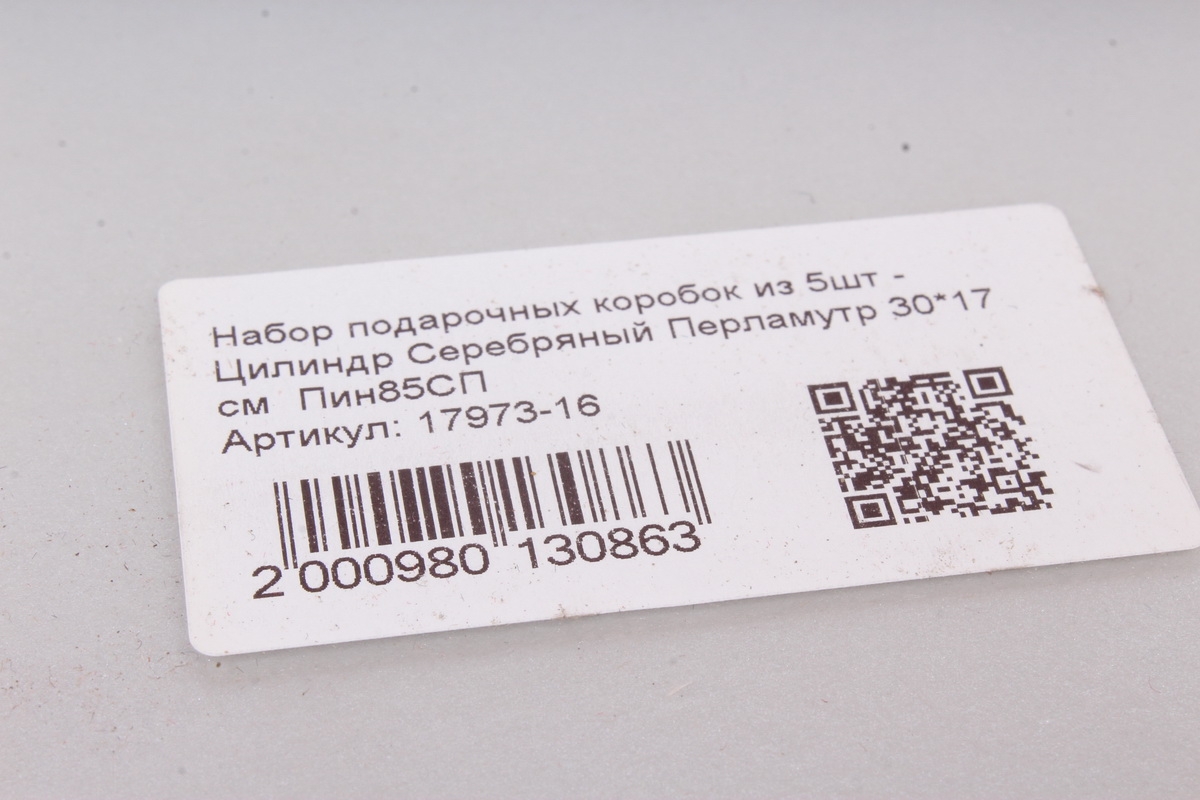 Набор подарочных коробок из 5шт -
Цилиндр Серебряный Перламутр 30*17
см Пин85СП
Артикул: 17973-16
2 000980 130863